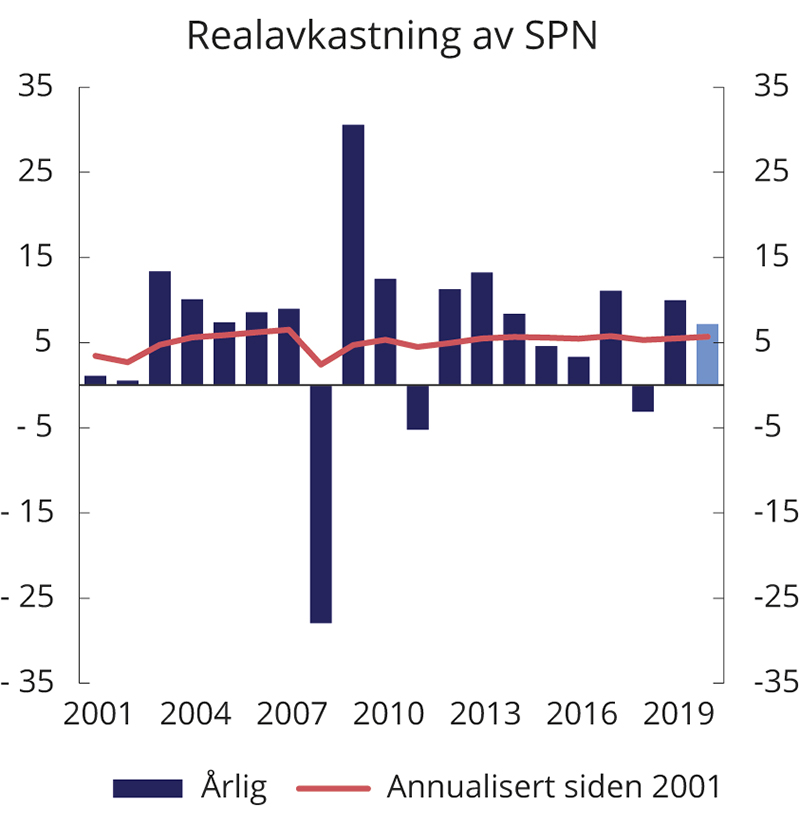 Realavkastning av SPN
35 35
25 25
15 15
5 5
- 5 -5
- 15 -15
- 25 -25
- 35 -35
2001 2004 2007 2010 2013 2016 2019
Årlig Annualisert siden 2001